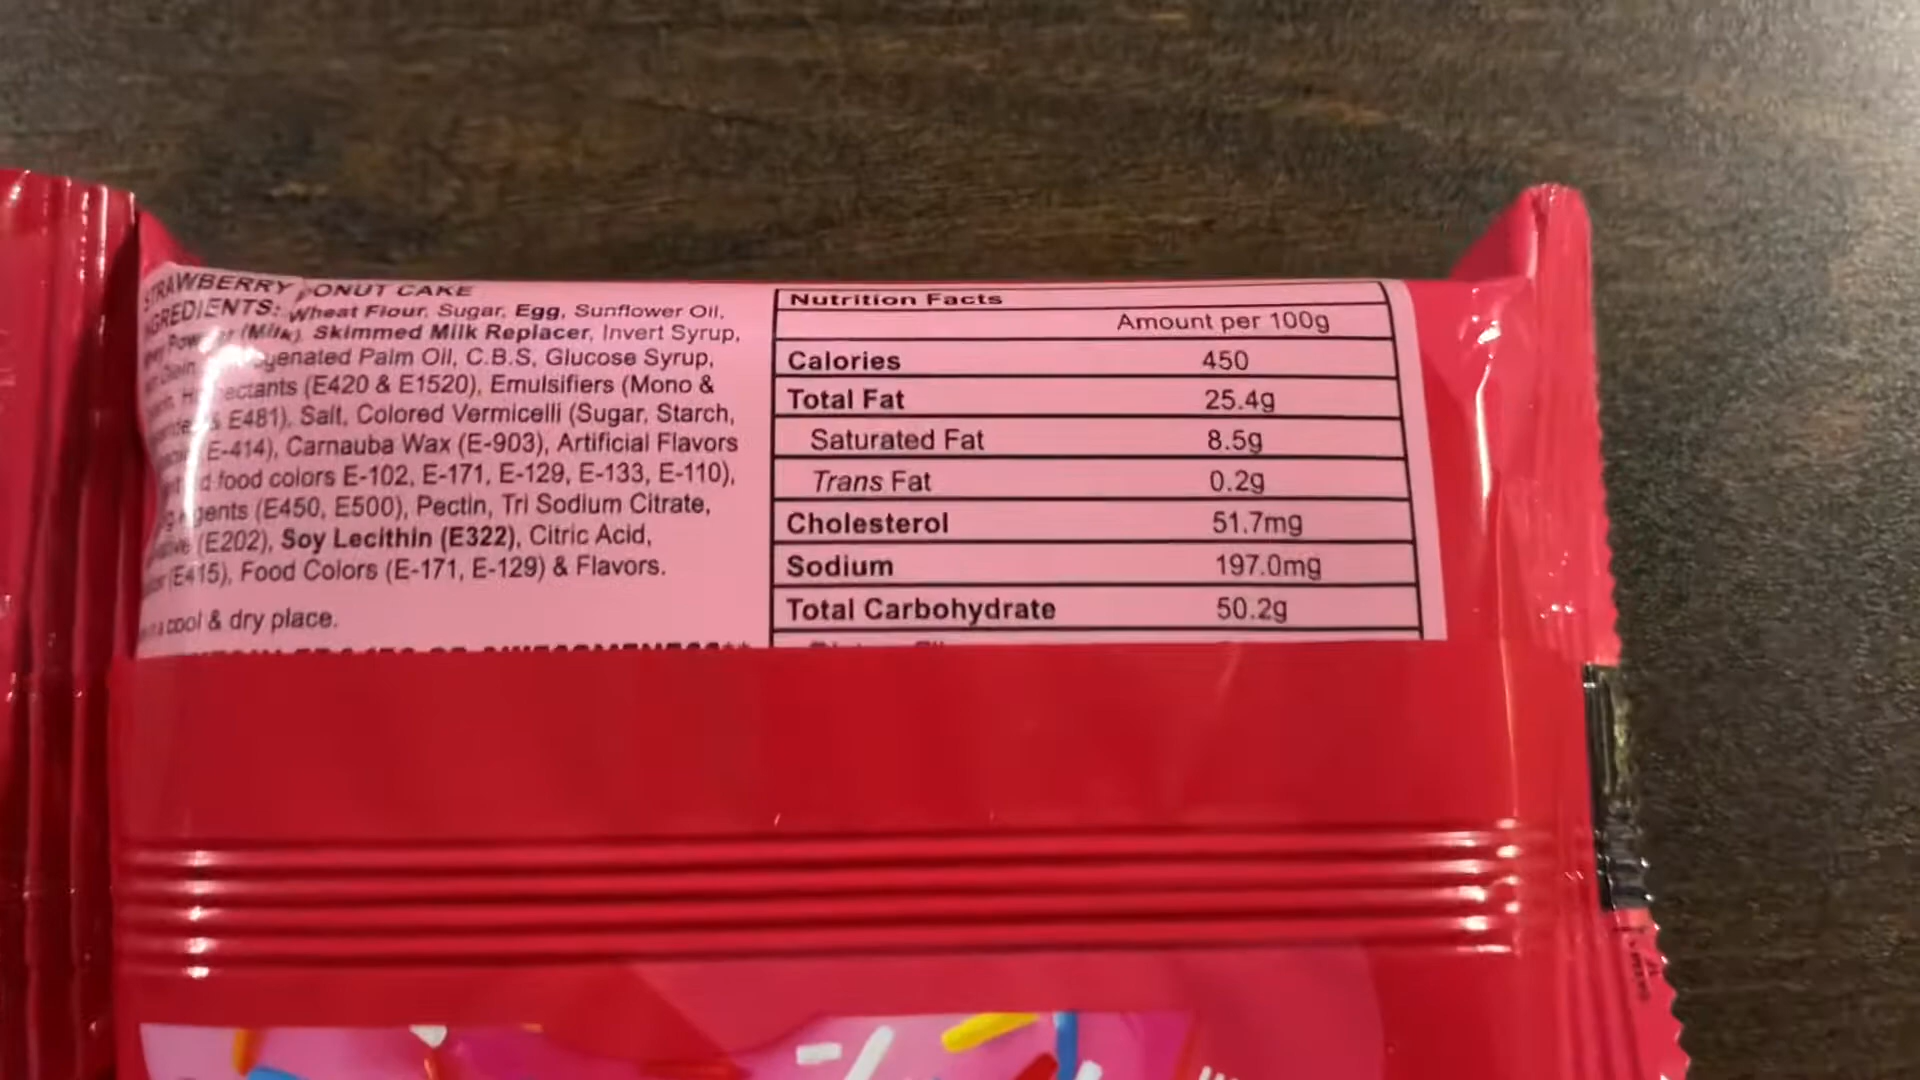 STRAWBERRY DONUT CAKE
INGREDIENTS: Wheat Flour, Sugar, Egg, Sunflower Oil,
(Milk), Skimmed Milk Replacer, Invert Syrup,
Palm Oil, C.B.S, Glucose Syrup,
(E420 & E1520), Emulsifiers (Mono &
& E481), Salt, Colored Vermicelli (Sugar, Starch,
E-414), Carnauba Wax (E-903), Artificial Flavors
food colors E-102, E-171, E-129, E-133, E-110),
(E450, E500), Pectin, Tri Sodium Citrate,
(E202), Soy Lecithin (E322), Citric Acid,
(E415), Food Colors (E-171, E-129) & Flavors.
cool & dry place.
Nutrition Facts
Amount per 100g
Calories 450
Total Fat 25.4g
Saturated Fat 8.5g
Trans Fat 0.2g
Cholesterol 51.7mg
Sodium 197.0mg
Total Carbohydrate 50.2g